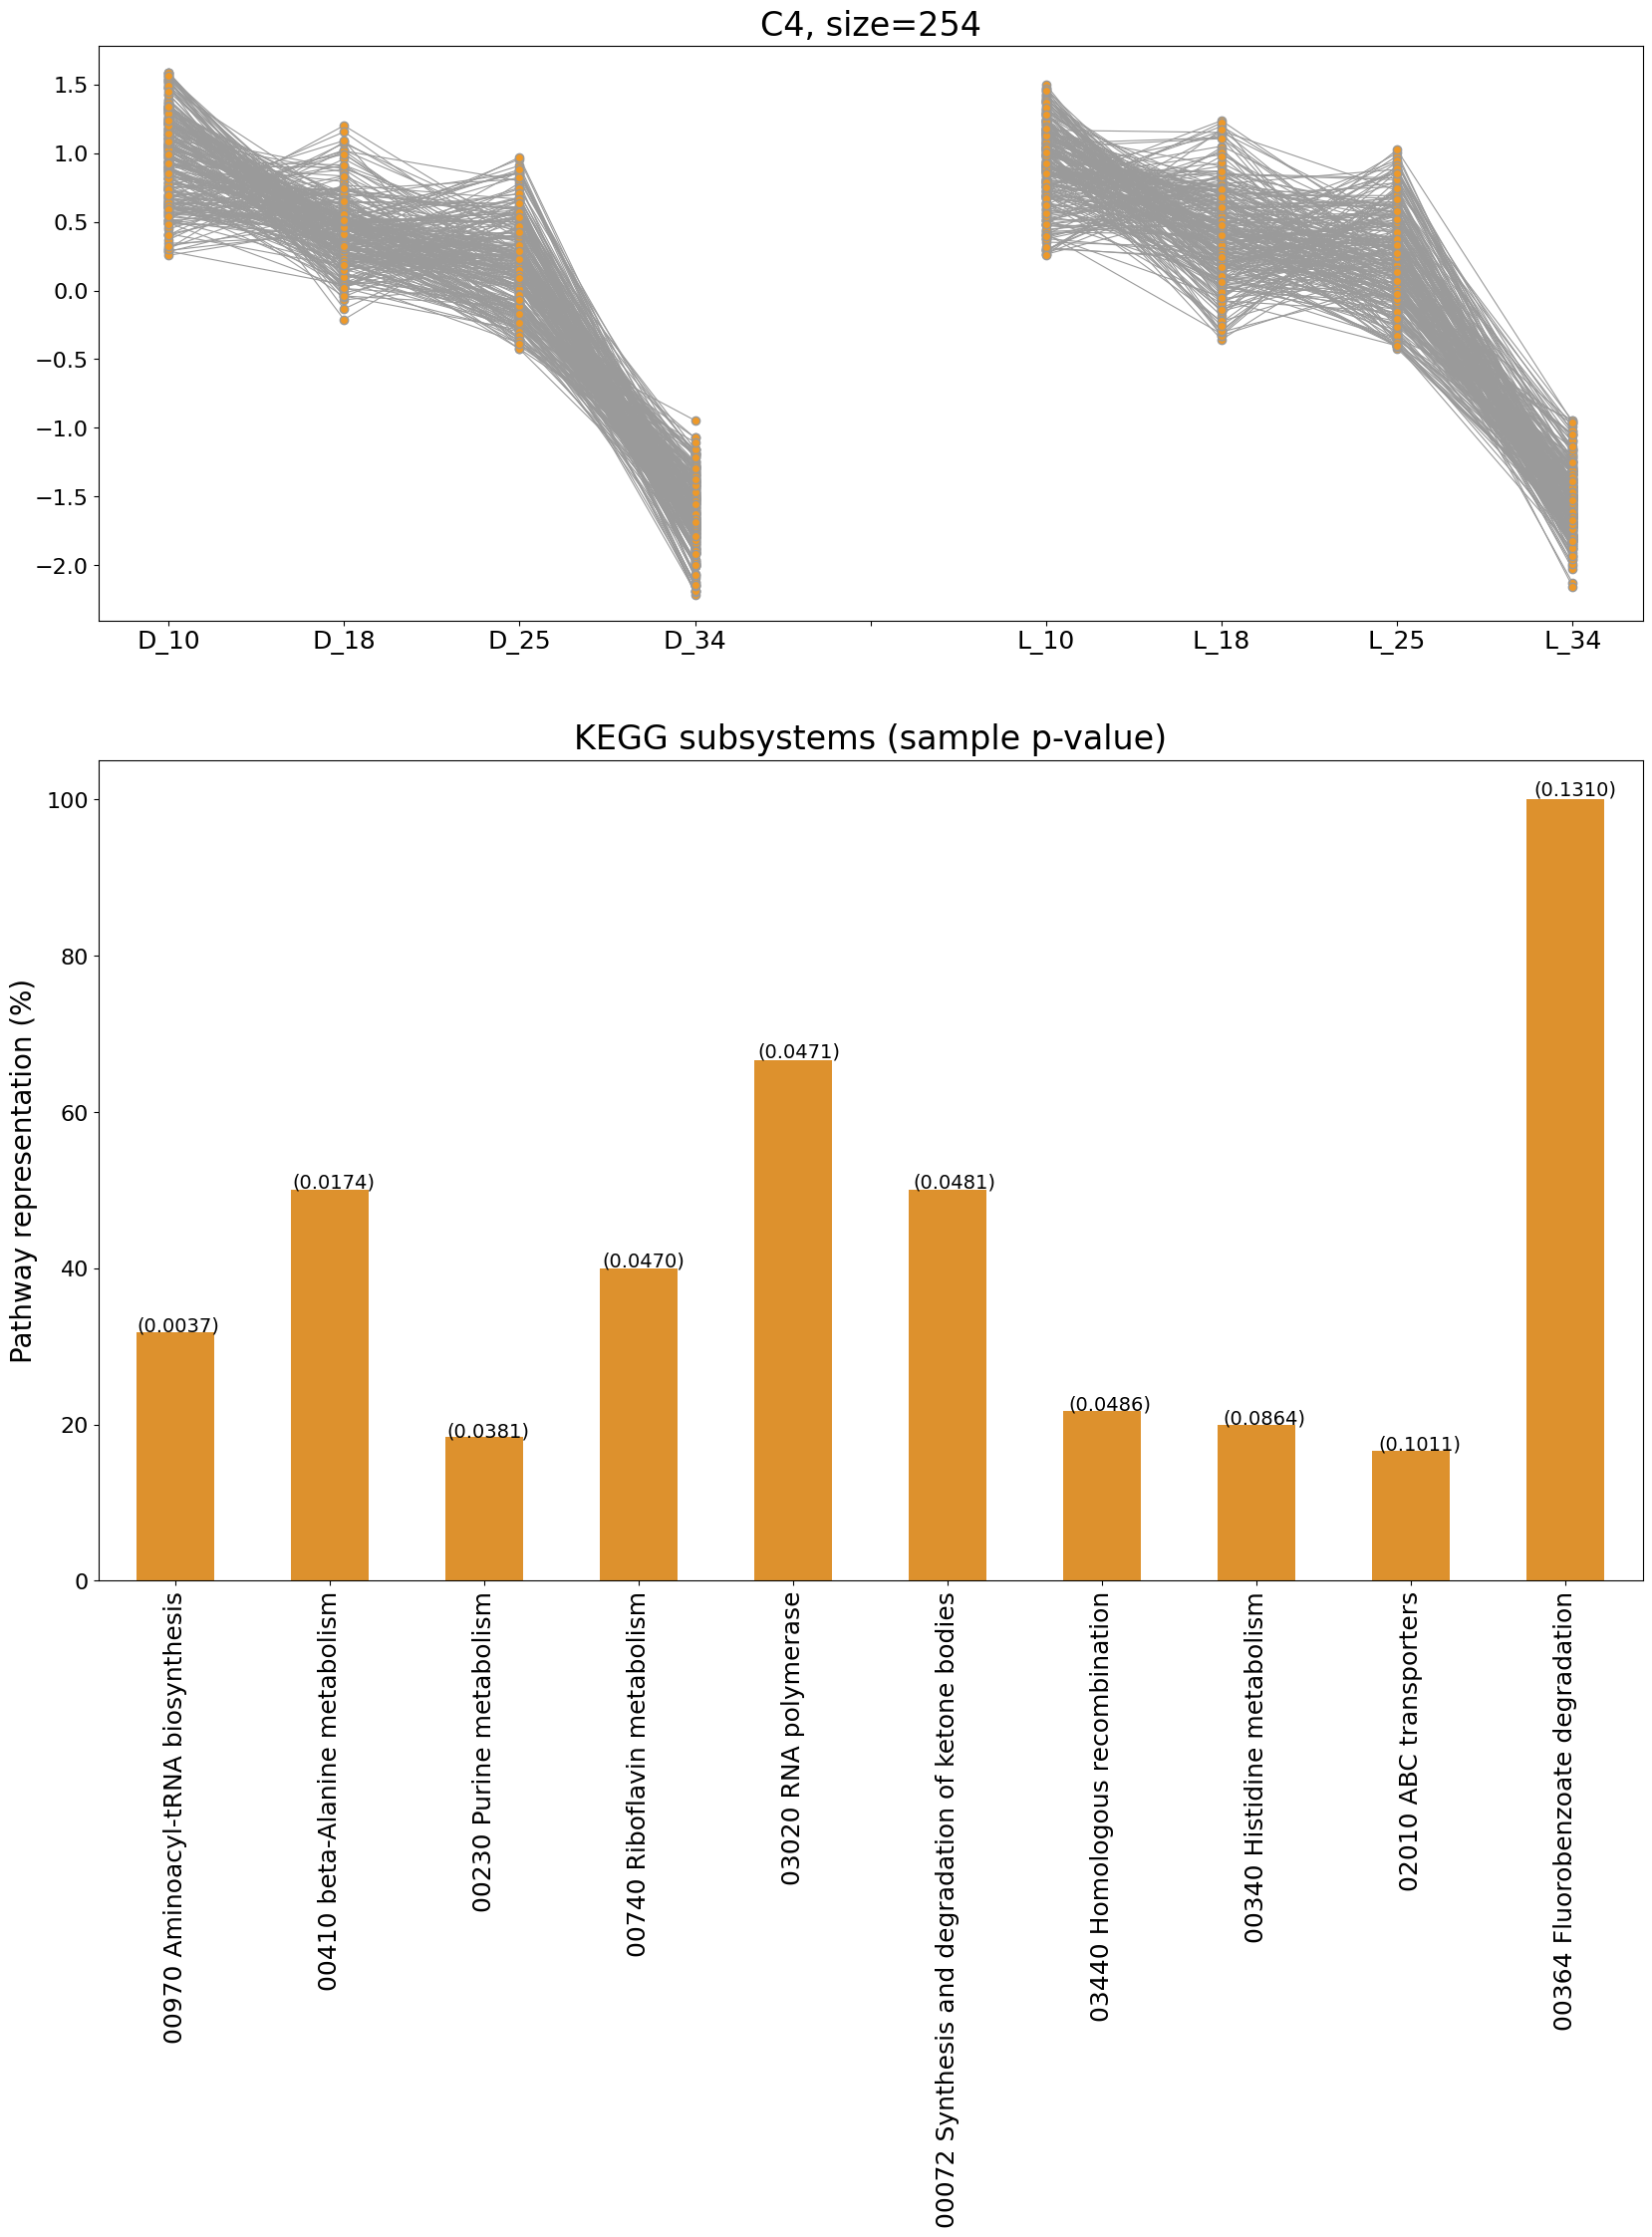 C4, size=254
1.5
1.0
0.5
0.0
−0.5
−1.0
−1.5
−2.0
D_10 D_18 D_25 D_34 L_10 L_18 L_25 L_34
KEGG subsystems (sample p-value)
Pathway representation (%)
100
80
60
40
20
0
(0.0037)
(0.0174)
(0.0381)
(0.0470)
(0.0471)
(0.0481)
(0.0486)
(0.0864)
(0.1011)
(0.1310)
00970 Aminoacyl-tRNA biosynthesis
00410 beta-Alanine metabolism
00230 Purine metabolism
00740 Riboflavin metabolism
03020 RNA polymerase
00072 Synthesis and degradation of ketone bodies
03440 Homologous recombination
00340 Histidine metabolism
02010 ABC transporters
00364 Fluorobenzoate degradation